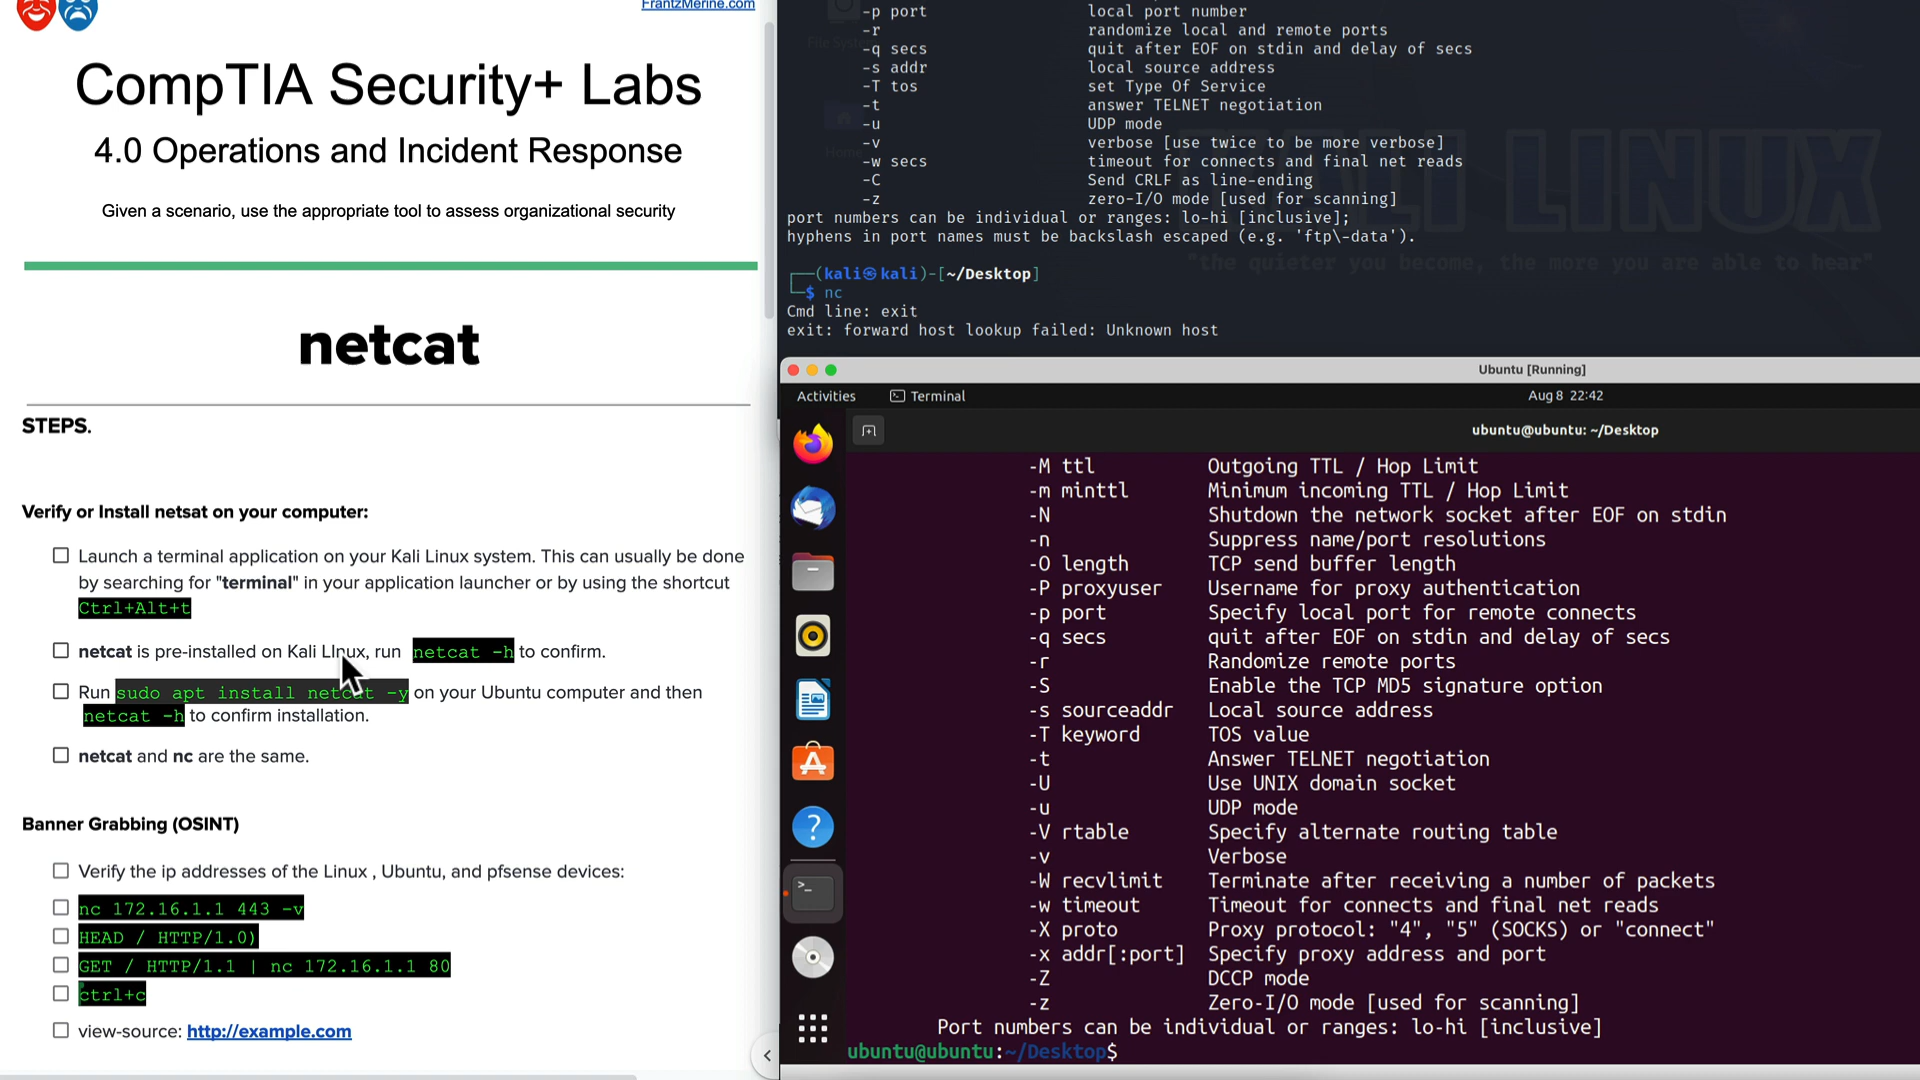 FrantzMerine.com
CompTIA Security+ Labs
4.0 Operations and Incident Response
Given a scenario, use the appropriate tool to assess organizational security
netcat
STEPS.
Verify or Install netsat on your computer:
Launch a terminal application on your Kali Linux system. This can usually be done
by searching for "terminal" in your application launcher or by using the shortcut
Ctrl+Alt+t
netcat is pre-installed on Kali LInux, run netcat -h to confirm.
Run sudo apt install netcat -y on your Ubuntu computer and then
netcat -h to confirm installation.
netcat and nc are the same.
Banner Grabbing (OSINT)
Verify the ip addresses of the Linux , Ubuntu, and pfsense devices:
nc 172.16.1.1 443 -v
HEAD / HTTP/1.0)
GET / HTTP/1.1 | nc 172.16.1.1 80
ctrl+c
view-source: http://example.com
-p port local port number
-r randomize local and remote ports
-q secs quit after EOF on stdin and delay of secs
-s addr local source address
-T tos set Type Of Service
-t answer TELNET negotiation
-u UDP mode
-v verbose [use twice to be more verbose]
-w secs timeout for connects and final net reads
-C Send CRLF as line-ending
-z zero-I/O mode [used for scanning]
port numbers can be individual or ranges: lo-hi [inclusive];
hyphens in port names must be backslash escaped (e.g. 'ftp\-data').
File Syst
Home
KALI LINUX
"the quieter you become, the more you are able to hear"
┌──(kali㉿kali)-[~/Desktop]
└─$ nc
Cmd line: exit
exit: forward host lookup failed: Unknown host
Ubuntu [Running]
Activities Terminal Aug 8 22:42
ubuntu@ubuntu: ~/Desktop
-M ttl Outgoing TTL / Hop Limit
-m minttl Minimum incoming TTL / Hop Limit
-N Shutdown the network socket after EOF on stdin
-n Suppress name/port resolutions
-O length TCP send buffer length
-P proxyuser Username for proxy authentication
-p port Specify local port for remote connects
-q secs quit after EOF on stdin and delay of secs
-r Randomize remote ports
-S Enable the TCP MD5 signature option
-s sourceaddr Local source address
-T keyword TOS value
-t Answer TELNET negotiation
-U Use UNIX domain socket
-u UDP mode
-V rtable Specify alternate routing table
-v Verbose
-W recvlimit Terminate after receiving a number of packets
-w timeout Timeout for connects and final net reads
-X proto Proxy protocol: "4", "5" (SOCKS) or "connect"
-x addr[:port] Specify proxy address and port
-Z DCCP mode
-z Zero-I/O mode [used for scanning]
Port numbers can be individual or ranges: lo-hi [inclusive]
ubuntu@ubuntu:~/Desktop$